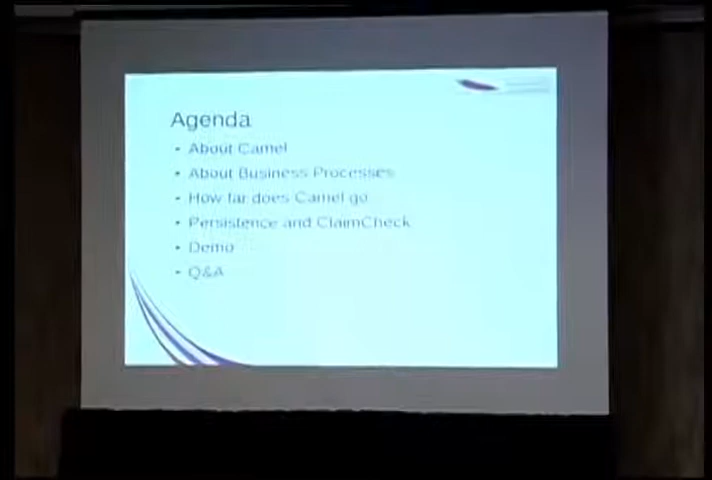 Agenda
• About Camel
• About Business Processes
• How far does Camel go
• Persistence and ClaimCheck
• Demo
• Q&A